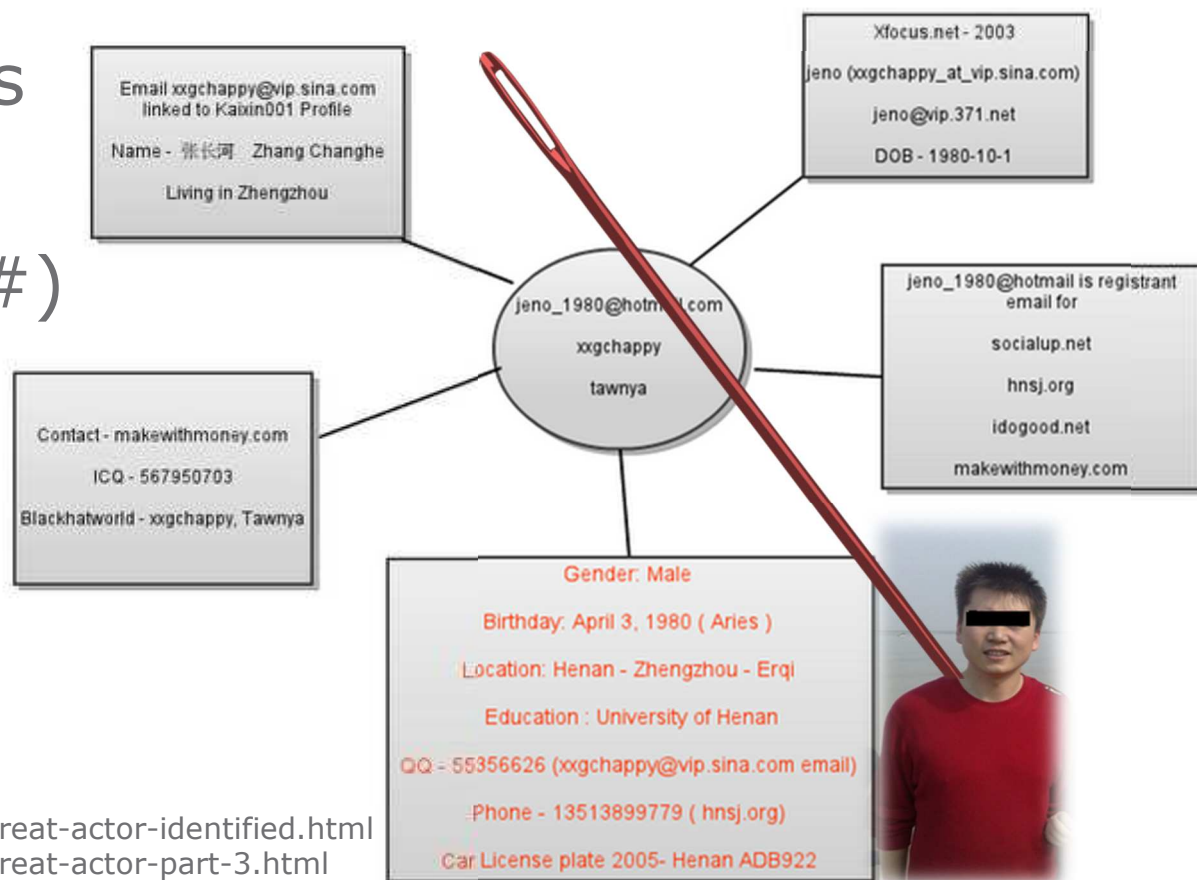 s
#)
Email xxgchappy@vip.sina.com
linked to Kaixin001 Profile
Name - 张长河 Zhang Changhe
Living in Zhengzhou
Xfocus.net - 2003
jeno (xxgchappy_at_vip.sina.com)
jeno@vip.371.net
DOB - 1980-10-1
jeno_1980@hotmail.com
xxgchappy
tawnya
jeno_1980@hotmail is registrant
email for
socialup.net
hnsj.org
idogood.net
makewithmoney.com
Contact - makewithmoney.com
ICQ - 567950703
Blackhatworld - xxgchappy, Tawnya
Gender: Male
Birthday: April 3, 1980 ( Aries )
Location: Henan - Zhengzhou - Erqi
Education : University of Henan
QQ - 55356626 (xxgchappy@vip.sina.com email)
Phone - 13513899779 ( hnsj.org)
Car License plate 2005- Henan ADB922
reat-actor-identified.html
reat-actor-part-3.html